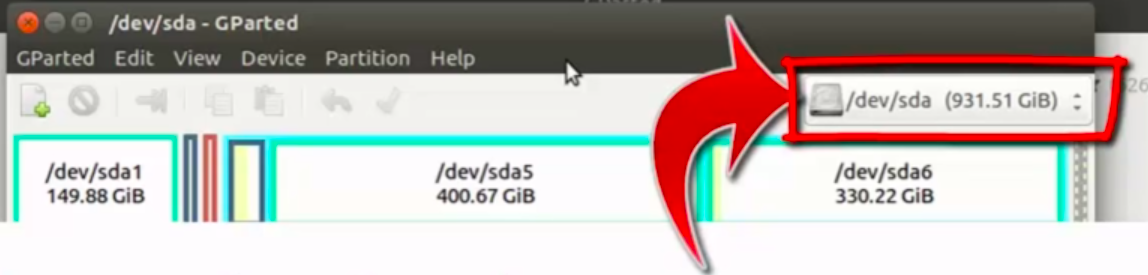 /dev/sda - GParted
GParted Edit View Device Partition Help
/dev/sda (931.51 GiB)
/dev/sda1
149.88 GiB
/dev/sda5
400.67 GiB
/dev/sda6
330.22 GiB